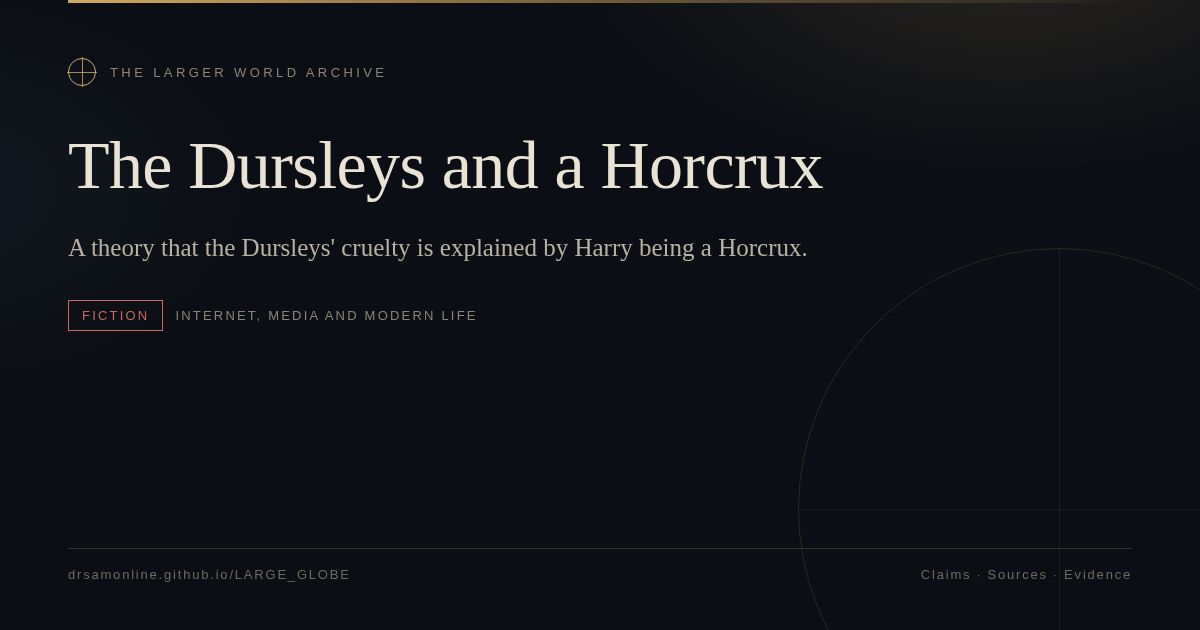 THE LARGER WORLD ARCHIVE
The Dursleys and a Horcrux
A theory that the Dursleys' cruelty is explained by Harry being a Horcrux.
FICTION INTERNET, MEDIA AND MODERN LIFE
drsamonline.github.io/LARGE_GLOBE Claims · Sources · Evidence